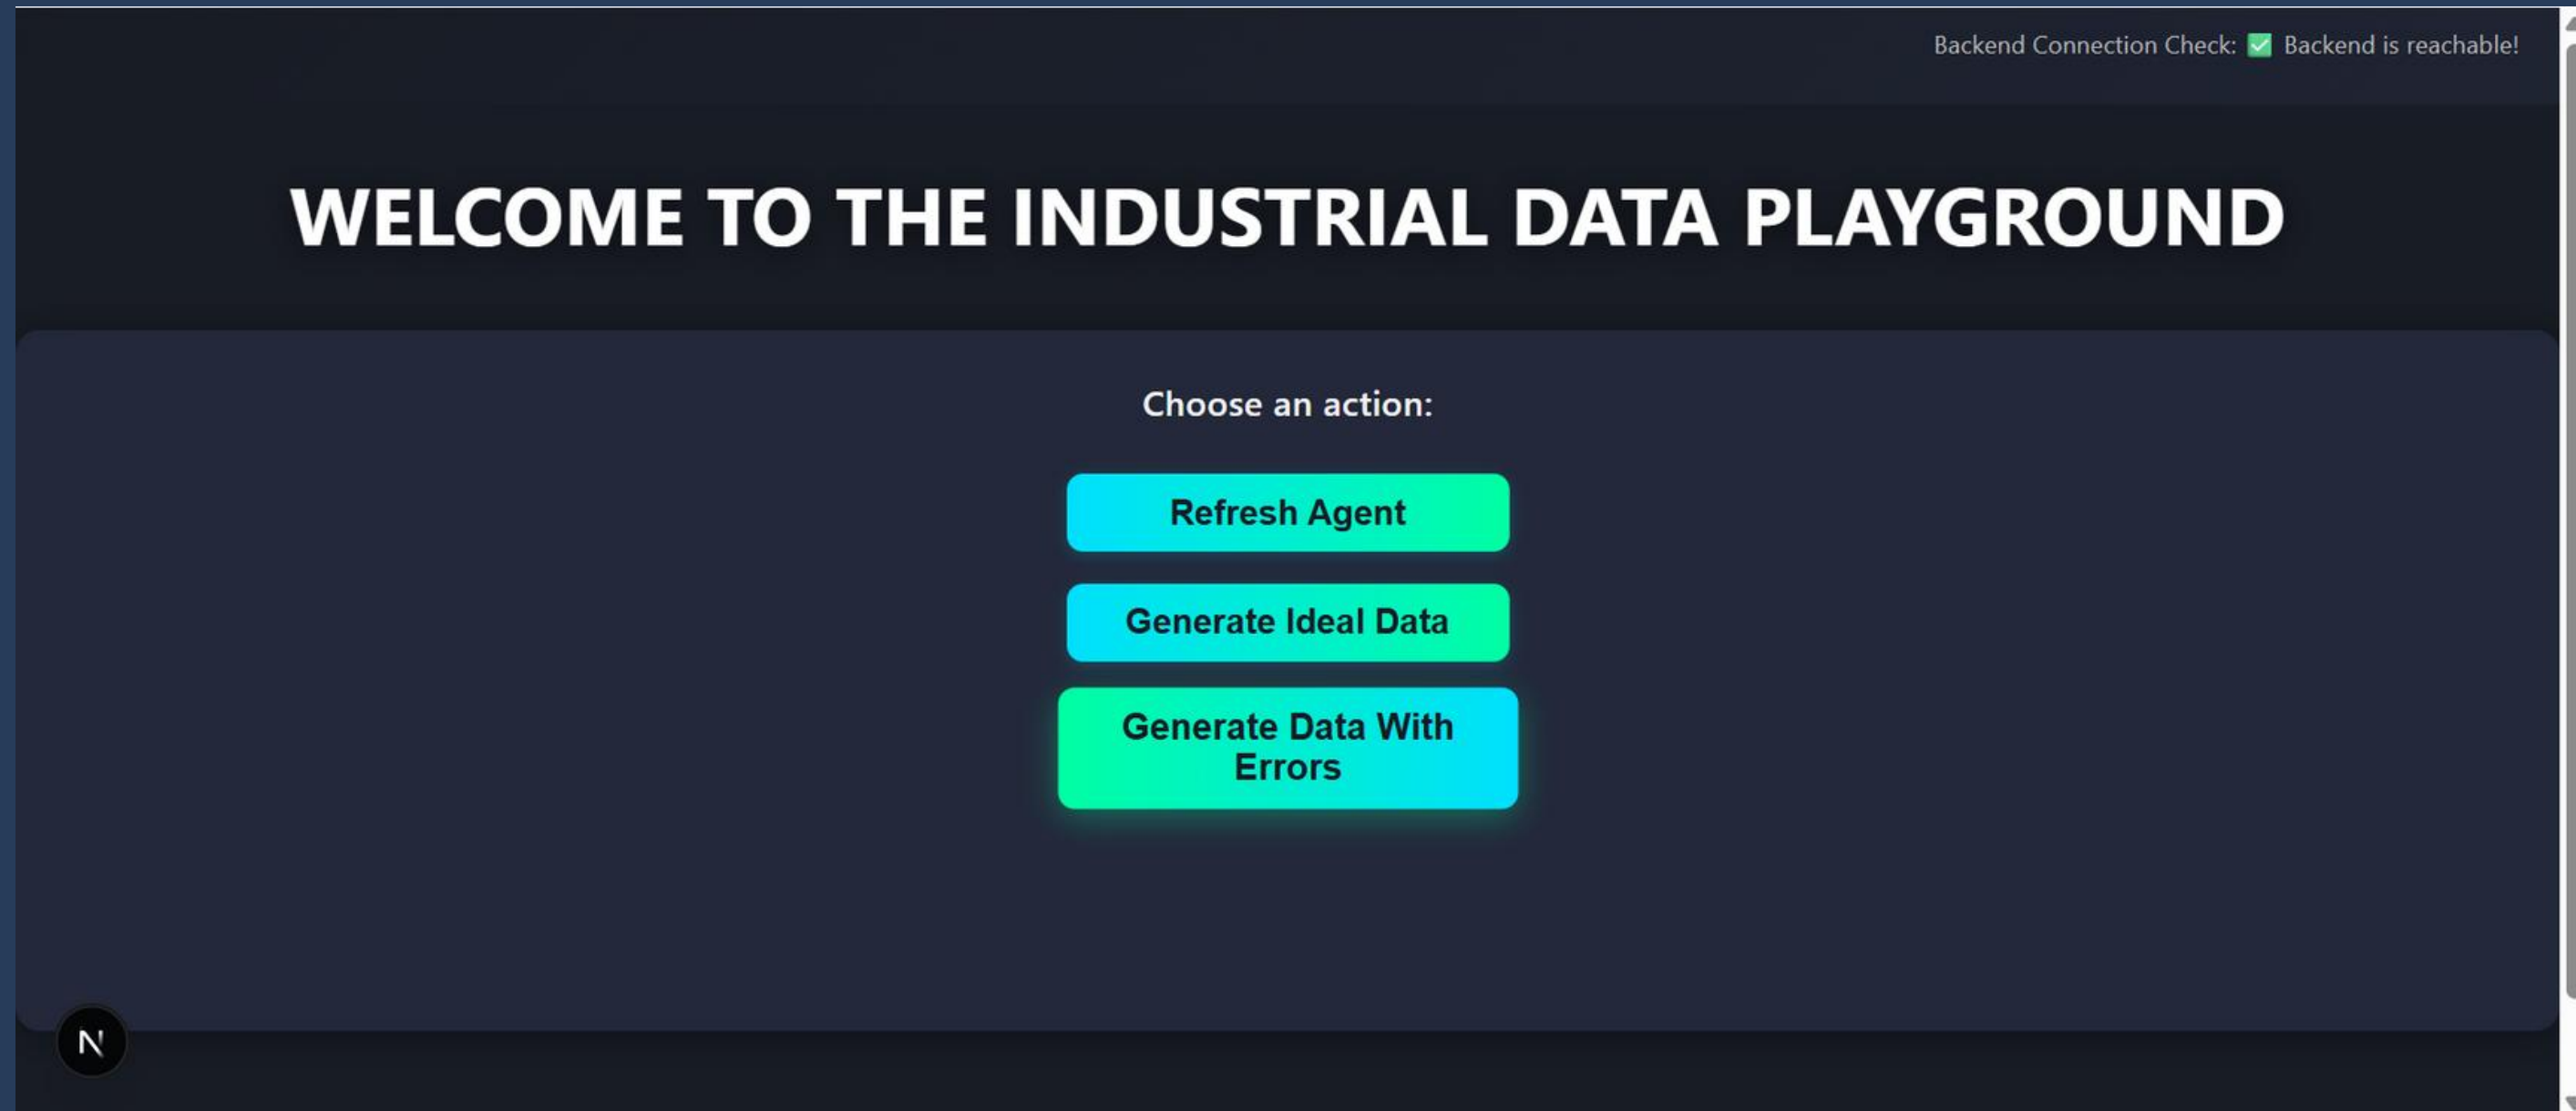 Backend Connection Check: ✅ Backend is reachable!
WELCOME TO THE INDUSTRIAL DATA PLAYGROUND
Choose an action:
Refresh Agent
Generate Ideal Data
Generate Data With
Errors
N